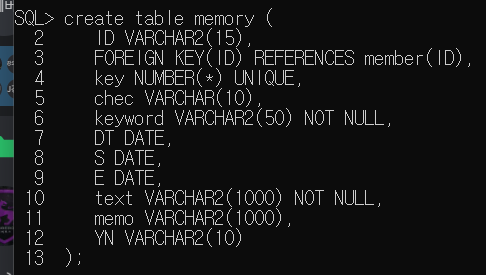 SQL> create table memory (
2 ID VARCHAR2(15),
3 FOREIGN KEY(ID) REFERENCES member(ID),
4 key NUMBER(*) UNIQUE,
5 chec VARCHAR(10),
6 keyword VARCHAR2(50) NOT NULL,
7 DT DATE,
8 S DATE,
9 E DATE,
10 text VARCHAR2(1000) NOT NULL,
11 memo VARCHAR2(1000),
12 YN VARCHAR2(10)
13 );